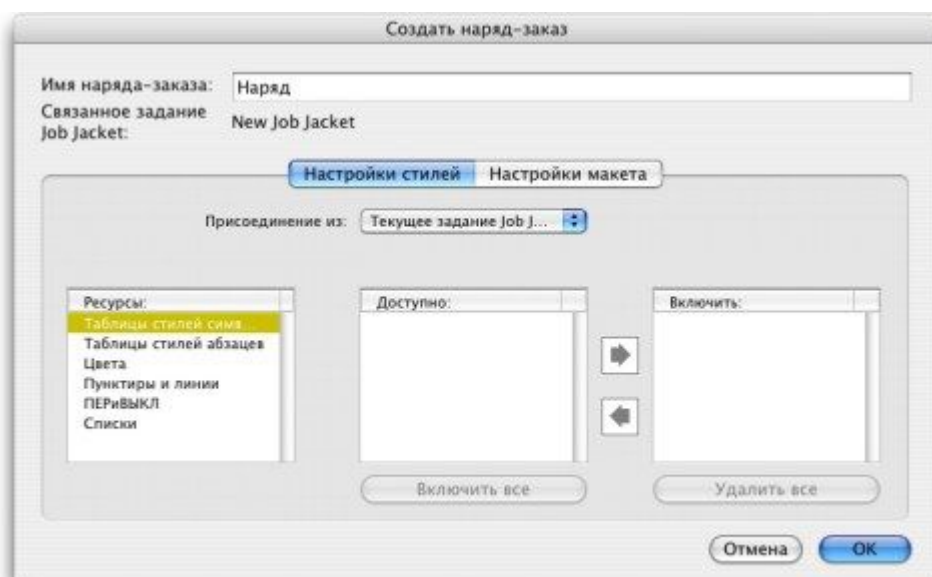 Создать наряд-заказ
Имя наряда-заказа: Наряд
Связанное задание
Job Jacket: New Job Jacket
Настройки стилей Настройки макета
Присоединение из: Текущее задание Job J...
Ресурсы: Доступно: Включить:
Таблицы стилей симв...
Таблицы стилей абзацев
Цвета
Пунктиры и линии
ПЕРиВЫКЛ
Списки
Включить все Удалить все
Отмена OK